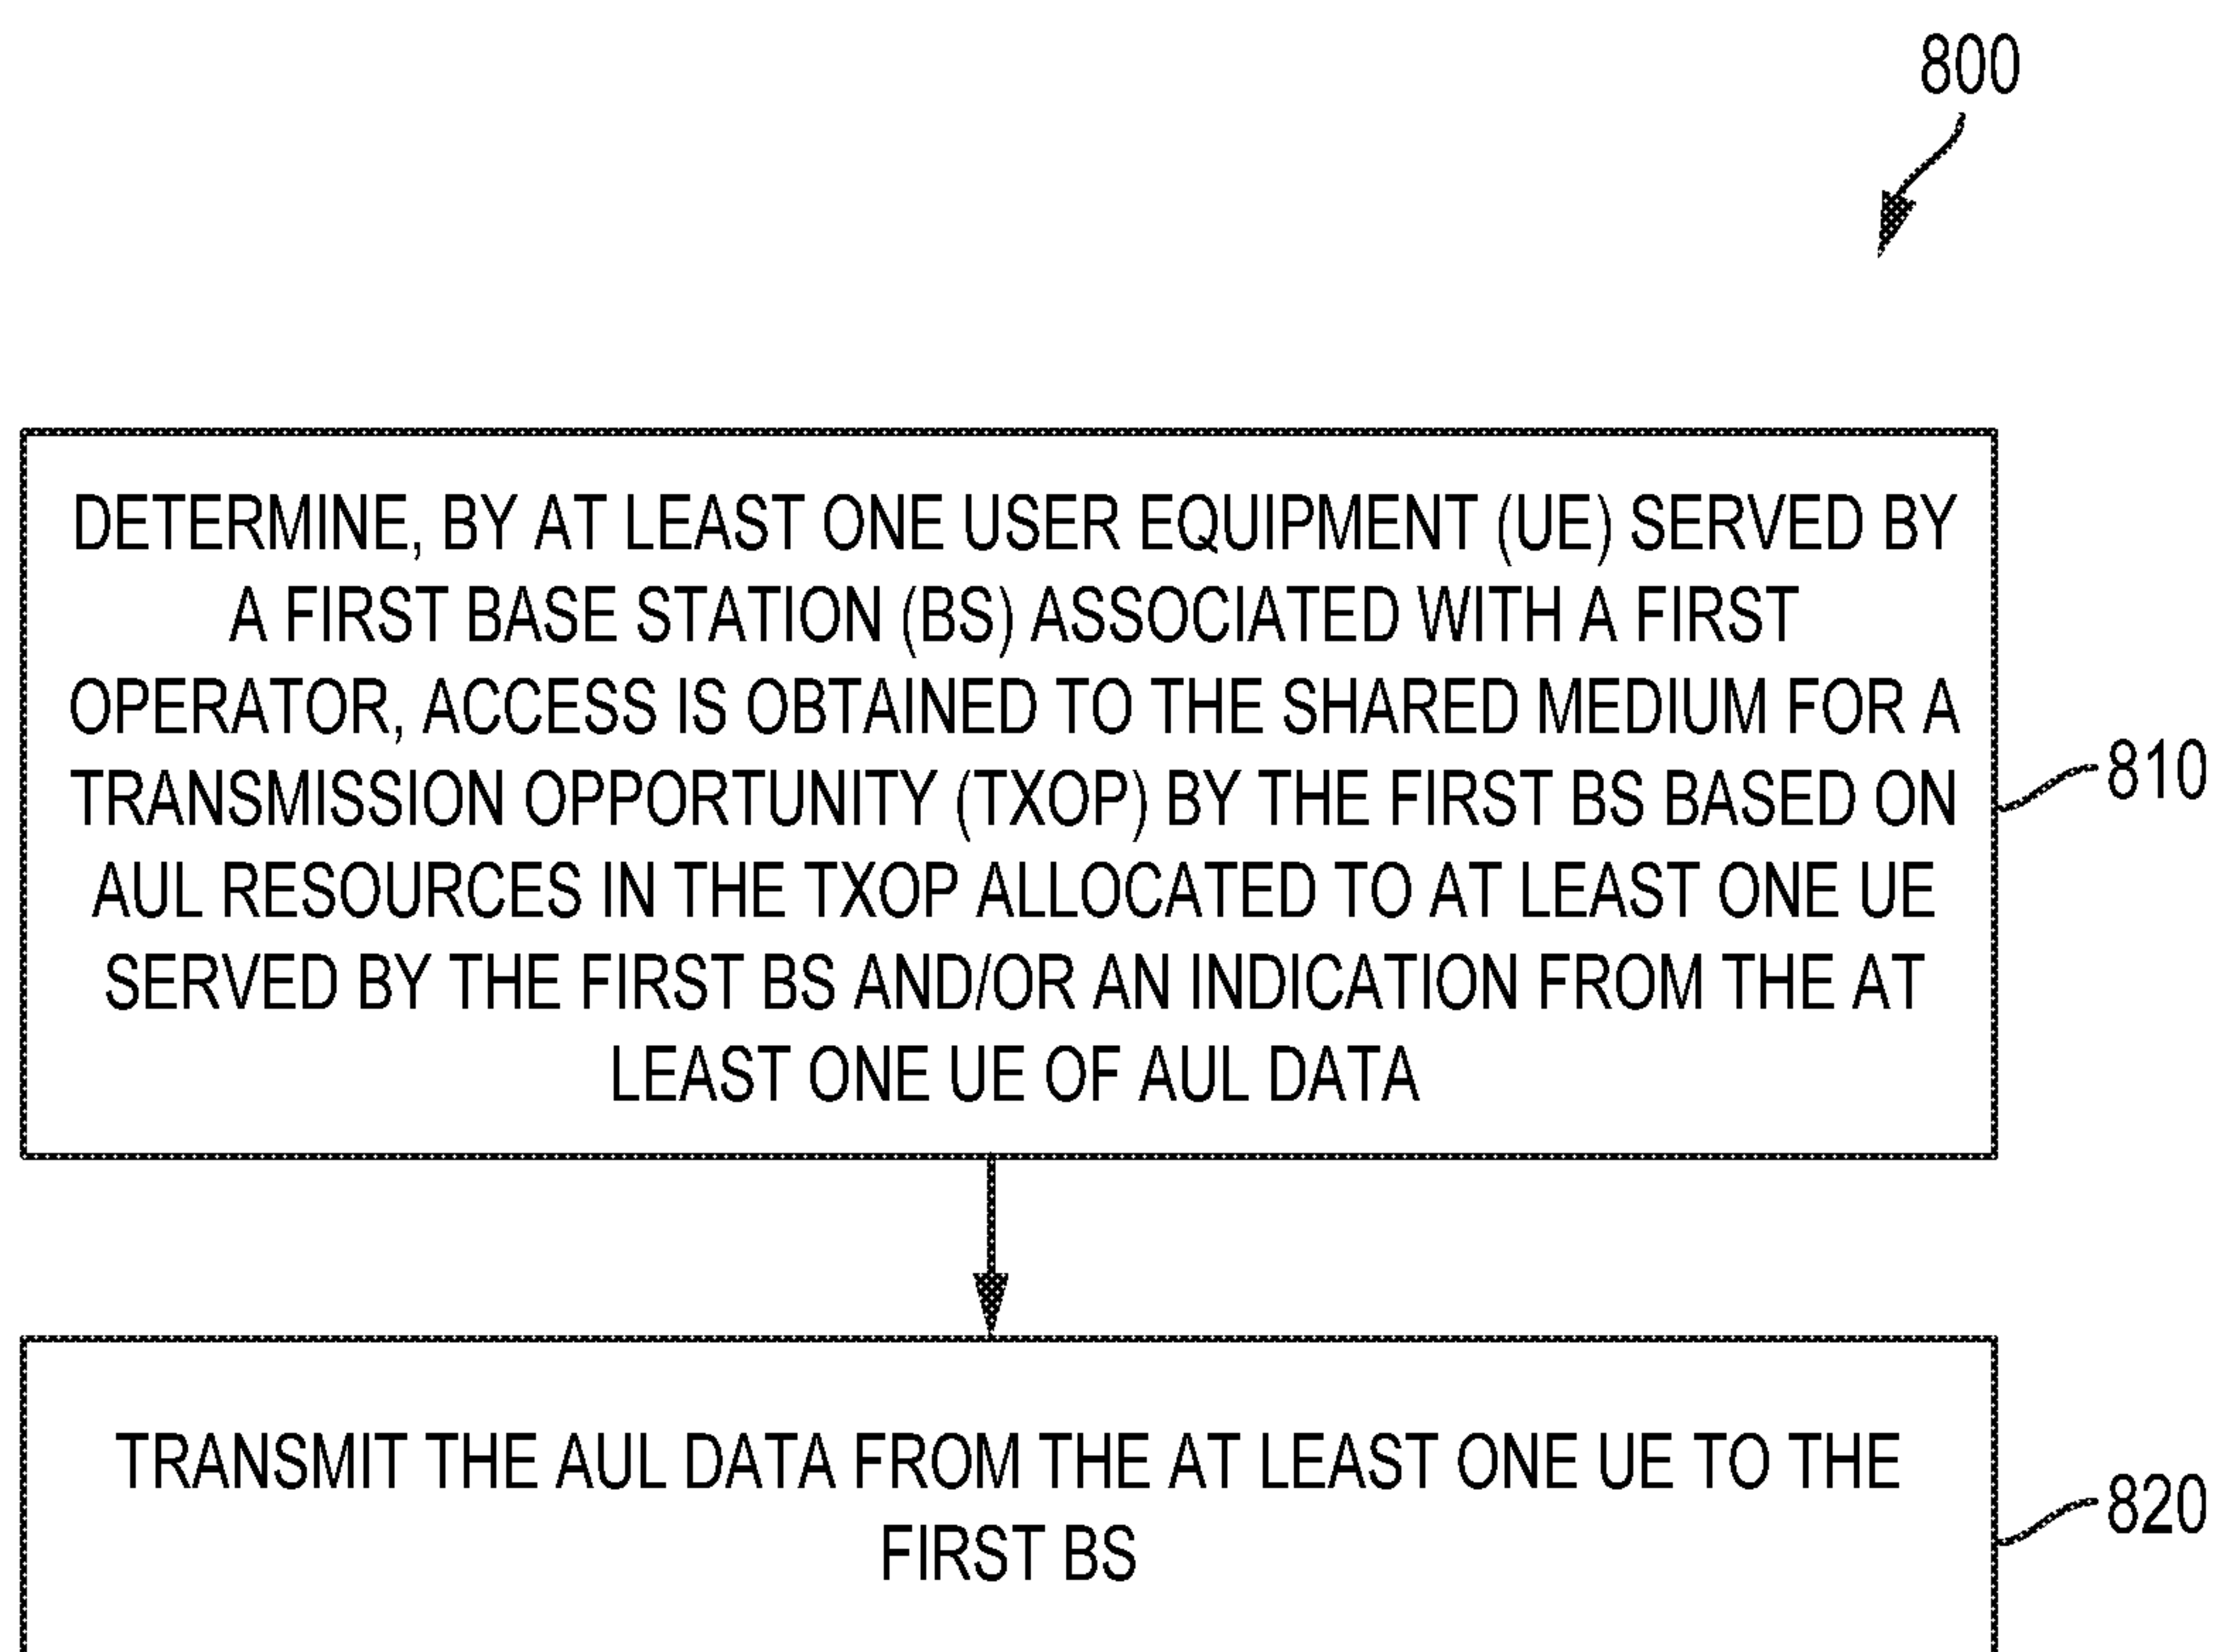 800
DETERMINE, BY AT LEAST ONE USER EQUIPMENT (UE) SERVED BY
A FIRST BASE STATION (BS) ASSOCIATED WITH A FIRST
OPERATOR, ACCESS IS OBTAINED TO THE SHARED MEDIUM FOR A
TRANSMISSION OPPORTUNITY (TXOP) BY THE FIRST BS BASED ON
AUL RESOURCES IN THE TXOP ALLOCATED TO AT LEAST ONE UE
SERVED BY THE FIRST BS AND/OR AN INDICATION FROM THE AT
LEAST ONE UE OF AUL DATA
810
TRANSMIT THE AUL DATA FROM THE AT LEAST ONE UE TO THE
FIRST BS
820